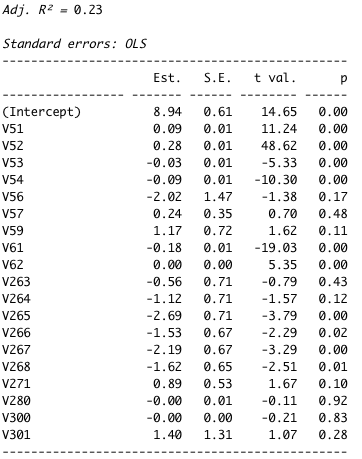 Adj. R² = 0.23
Standard errors: OLS
------------------------------------------------
Est. S.E. t val. p
----------------- ------- ------ -------- ------
(Intercept) 8.94 0.61 14.65 0.00
V51 0.09 0.01 11.24 0.00
V52 0.28 0.01 48.62 0.00
V53 -0.03 0.01 -5.33 0.00
V54 -0.09 0.01 -10.30 0.00
V56 -2.02 1.47 -1.38 0.17
V57 0.24 0.35 0.70 0.48
V59 1.17 0.72 1.62 0.11
V61 -0.18 0.01 -19.03 0.00
V62 0.00 0.00 5.35 0.00
V263 -0.56 0.71 -0.79 0.43
V264 -1.12 0.71 -1.57 0.12
V265 -2.69 0.71 -3.79 0.00
V266 -1.53 0.67 -2.29 0.02
V267 -2.19 0.67 -3.29 0.00
V268 -1.62 0.65 -2.51 0.01
V271 0.89 0.53 1.67 0.10
V280 -0.00 0.01 -0.11 0.92
V300 -0.00 0.00 -0.21 0.83
V301 1.40 1.31 1.07 0.28
------------------------------------------------